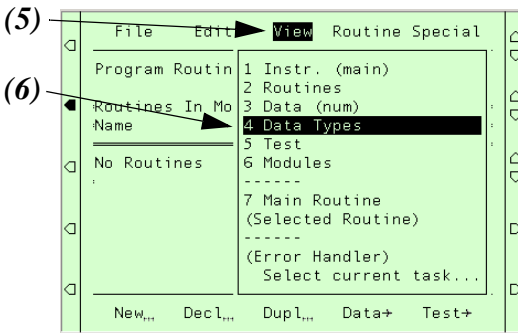 (5)
File Edit View Routine Special
Program Routin
1 Instr. (main)
2 Routines
(6)
Routines In Mo
3 Data (num)
Name
4 Data Types
5 Test
No Routines
6 Modules
------
7 Main Routine
(Selected Routine)
------
(Error Handler)
Select current task...
New... Decl... Dupl... Data→ Test→